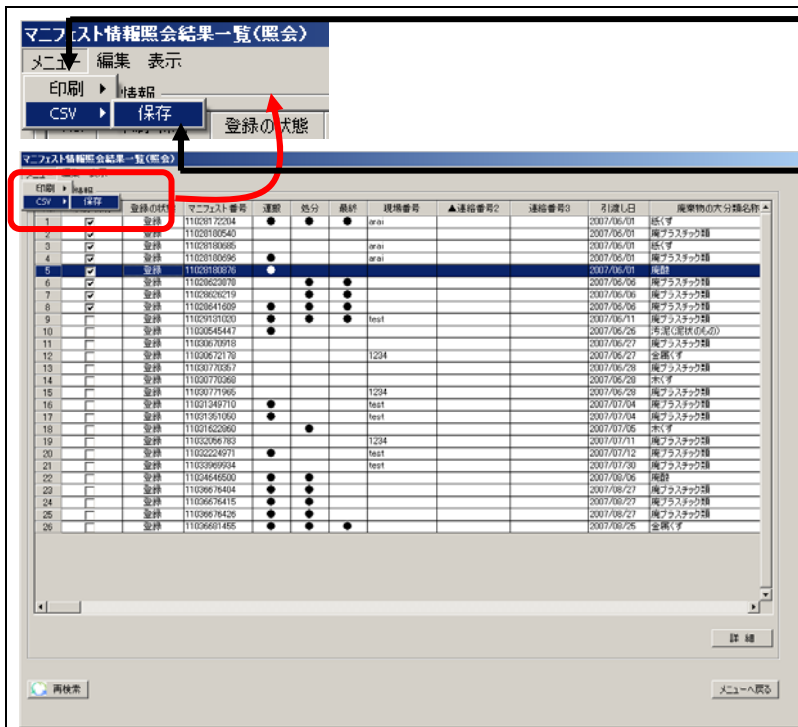 マニフェスト情報照会結果一覧(照会)
メニュー 編集 表示
印刷 情報
CSV 保存
登録の状態
マニフェスト情報照会結果一覧(照会)
印刷 情報
CSV 保存
登録の状態 マニフェスト番号 運搬 処分 最終 現場番号 ▲連絡番号2 連絡番号3 引渡し日 廃棄物の大分類名称
1 登録 11028172204 ● ● ● arai 2007/06/01 紙くず
2 登録 11028180540 2007/06/01 廃プラスチック類
3 登録 11028180685 arai 2007/06/01 紙くず
4 登録 11028180696 ● arai 2007/06/01 廃プラスチック類
5 登録 11028180876 ● 2007/06/01 廃酸
6 登録 11028623870 ● ● 2007/06/06 廃プラスチック類
7 登録 11028626219 ● ● 2007/06/06 廃プラスチック類
8 登録 11028641609 ● ● ● 2007/06/06 廃プラスチック類
9 登録 11029131020 ● ● ● test 2007/06/11 廃プラスチック類
10 登録 11030545447 ● 2007/06/26 汚泥(泥状のもの)
11 登録 11030670918 2007/06/27 廃プラスチック類
12 登録 11030672178 1234 2007/06/27 金属くず
13 登録 11030770357 2007/06/28 廃プラスチック類
14 登録 11030770368 2007/06/28 木くず
15 登録 11030771965 1234 2007/06/28 廃プラスチック類
16 登録 11031349710 ● test 2007/07/04 廃プラスチック類
17 登録 11031351050 ● test 2007/07/04 廃プラスチック類
18 登録 11031622860 ● 2007/07/05 木くず
19 登録 11032056783 1234 2007/07/11 廃プラスチック類
20 登録 11032224971 ● test 2007/07/12 廃プラスチック類
21 登録 11033969934 test 2007/07/30 廃プラスチック類
22 登録 11034646500 ● ● 2007/08/06 廃酸
23 登録 11036676404 ● ● 2007/08/27 廃プラスチック類
24 登録 11036676415 ● ● 2007/08/27 廃プラスチック類
25 登録 11036676426 ● ● 2007/08/27 廃プラスチック類
26 登録 11036681455 ● ● ● 2007/08/25 金属くず
詳細
再検索 メニューへ戻る